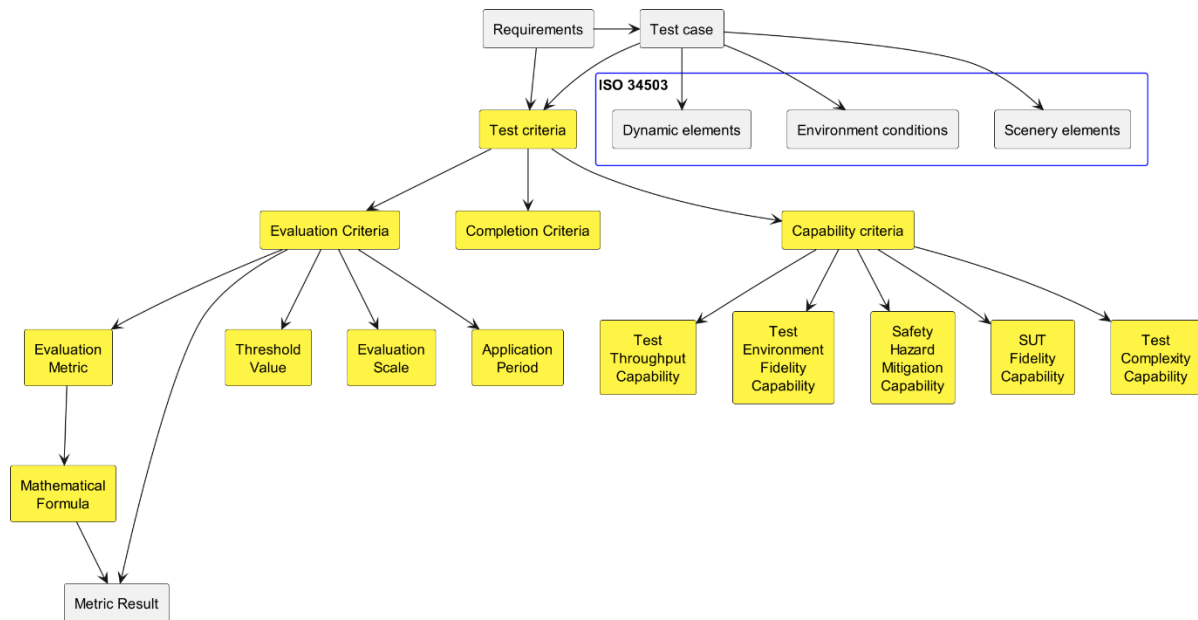 Requirements
Test case
ISO 34503
Dynamic elements
Environment conditions
Scenery elements
Test criteria
Evaluation Criteria
Completion Criteria
Capability criteria
Evaluation
Metric
Threshold
Value
Evaluation
Scale
Application
Period
Test
Throughput
Capability
Test
Environment
Fidelity
Capability
Safety
Hazard
Mitigation
Capability
SUT
Fidelity
Capability
Test
Complexity
Capability
Mathematical
Formula
Metric Result